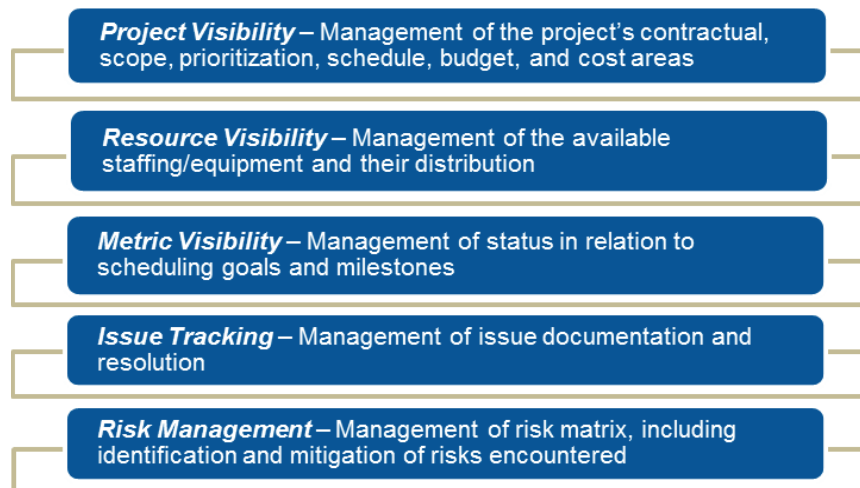 Project Visibility – Management of the project’s contractual,
scope, prioritization, schedule, budget, and cost areas
Resource Visibility – Management of the available
staffing/equipment and their distribution
Metric Visibility – Management of status in relation to
scheduling goals and milestones
Issue Tracking – Management of issue documentation and
resolution
Risk Management – Management of risk matrix, including
identification and mitigation of risks encountered